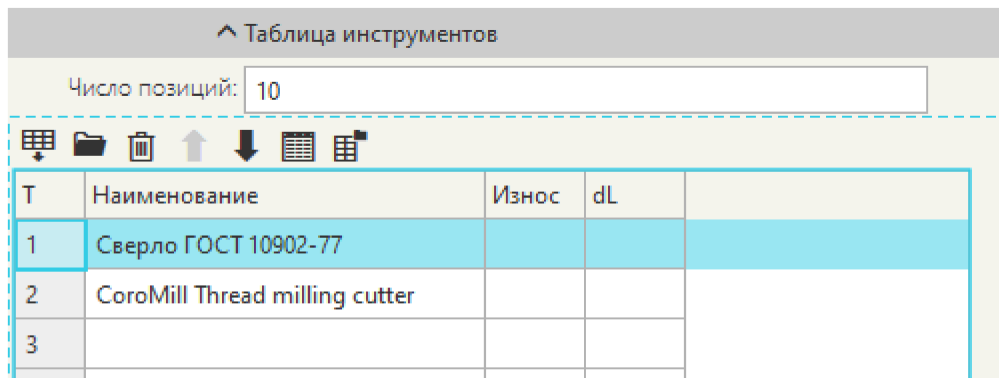 Таблица инструментов
Число позиций: 10
T Наименование Износ dL
1 Сверло ГОСТ 10902-77
2 CoroMill Thread milling cutter
3